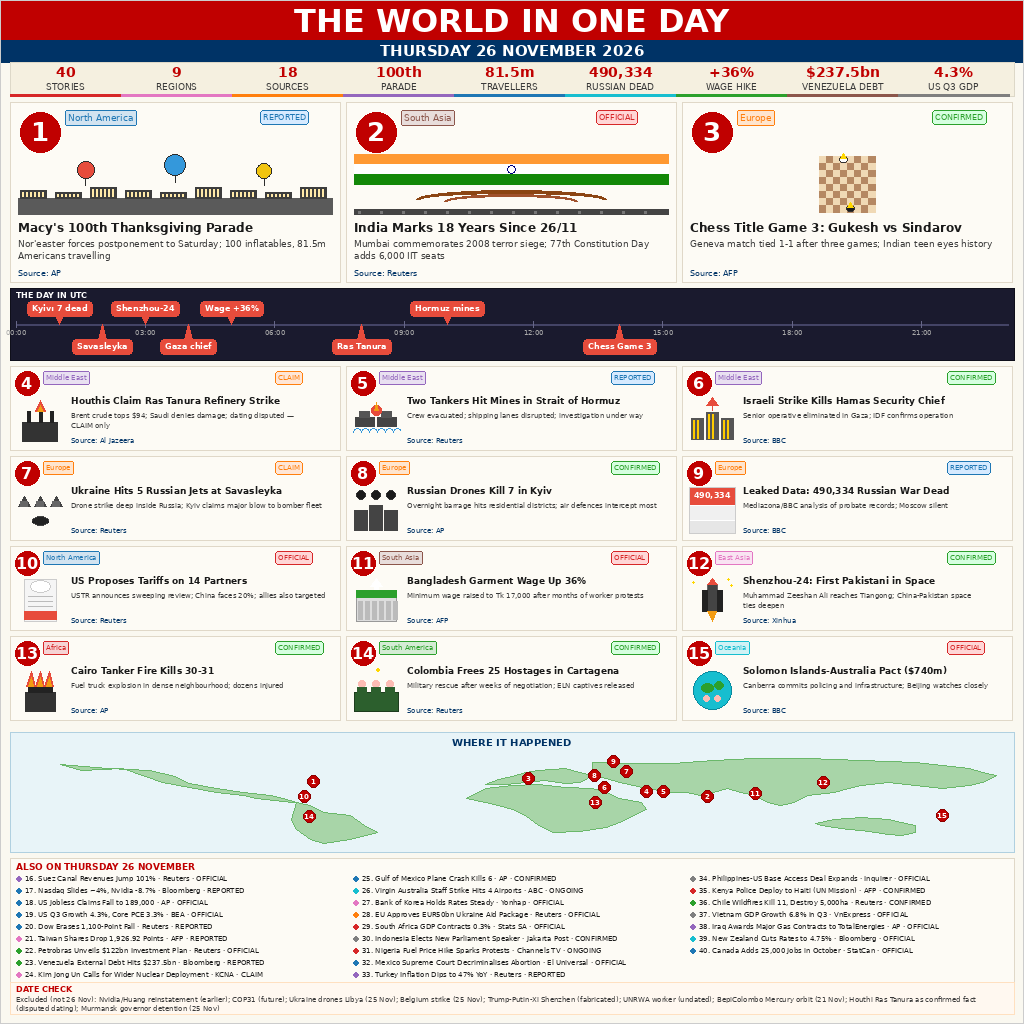 THE WORLD IN ONE DAY
THURSDAY 26 NOVEMBER 2026
40 9 18 100th 81.5m 490,334 +36% $237.5bn 4.3%
STORIES REGIONS SOURCES PARADE TRAVELLERS RUSSIAN DEAD WAGE HIKE VENEZUELA DEBT US Q3 GDP
1 North America REPORTED
Macy's 100th Thanksgiving Parade
Nor'easter forces postponement to Saturday; 100 inflatables, 81.5m
Americans travelling
Source: AP
2 South Asia OFFICIAL
India Marks 18 Years Since 26/11
Mumbai commemorates 2008 terror siege; 77th Constitution Day
adds 6,000 IIT seats
Source: Reuters
3 Europe CONFIRMED
Chess Title Game 3: Gukesh vs Sindarov
Geneva match tied 1-1 after three games; Indian teen eyes history
Source: AFP
THE DAY IN UTC
Kyiv: 7 dead Shenzhou-24 Wage +36% Hormuz mines
00:00 03:00 06:00 09:00 12:00 15:00 18:00 21:00
Savasleyka Gaza chief Ras Tanura Chess Game 3
4 Middle East CLAIM
Houthis Claim Ras Tanura Refinery Strike
Brent crude tops $94; Saudi denies damage; dating disputed —
CLAIM only
Source: Al Jazeera
5 Middle East REPORTED
Two Tankers Hit Mines in Strait of Hormuz
Crew evacuated; shipping lanes disrupted; investigation under way
Source: Reuters
6 Middle East CONFIRMED
Israeli Strike Kills Hamas Security Chief
Senior operative eliminated in Gaza; IDF confirms operation
Source: BBC
7 Europe CLAIM
Ukraine Hits 5 Russian Jets at Savasleyka
Drone strike deep inside Russia; Kyiv claims major blow to bomber fleet
Source: Reuters
8 Europe CONFIRMED
Russian Drones Kill 7 in Kyiv
Overnight barrage hits residential districts; air defences intercept most
Source: AP
9 Europe REPORTED
490,334
Leaked Data: 490,334 Russian War Dead
Mediazona/BBC analysis of probate records; Moscow silent
Source: BBC
10 North America OFFICIAL
US Proposes Tariffs on 14 Partners
USTR announces sweeping review; China faces 20%; allies also targeted
Source: Reuters
11 South Asia OFFICIAL
Bangladesh Garment Wage Up 36%
Minimum wage raised to Tk 17,000 after months of worker protests
Source: AFP
12 East Asia CONFIRMED
Shenzhou-24: First Pakistani in Space
Muhammad Zeeshan Ali reaches Tiangong; China-Pakistan space
ties deepen
Source: Xinhua
13 Africa CONFIRMED
Cairo Tanker Fire Kills 30-31
Fuel truck explosion in dense neighbourhood; dozens injured
Source: AP
14 South America CONFIRMED
Colombia Frees 25 Hostages in Cartagena
Military rescue after weeks of negotiation; ELN captives released
Source: Reuters
15 Oceania OFFICIAL
Solomon Islands-Australia Pact ($740m)
Canberra commits policing and infrastructure; Beijing watches closely
Source: BBC
WHERE IT HAPPENED
1 10 14 3 9 8 7 6 13 4 5 2 11 12 15
ALSO ON THURSDAY 26 NOVEMBER
16. Suez Canal Revenues Jump 101% · Reuters · OFFICIAL
17. Nasdaq Slides −4%, Nvidia -8.7% · Bloomberg · REPORTED
18. US Jobless Claims Fall to 189,000 · AP · OFFICIAL
19. US Q3 Growth 4.3%, Core PCE 3.3% · BEA · OFFICIAL
20. Dow Erases 1,100-Point Fall · Reuters · REPORTED
21. Taiwan Shares Drop 1,926.92 Points · AFP · REPORTED
22. Petrobras Unveils $122bn Investment Plan · Reuters · OFFICIAL
23. Venezuela External Debt Hits $237.5bn · Bloomberg · REPORTED
24. Kim Jong Un Calls for Wider Nuclear Deployment · KCNA · CLAIM
25. Gulf of Mexico Plane Crash Kills 6 · AP · CONFIRMED
26. Virgin Australia Staff Strike Hits 4 Airports · ABC · ONGOING
27. Bank of Korea Holds Rates Steady · Yonhap · OFFICIAL
28. EU Approves EUR50bn Ukraine Aid Package · Reuters · OFFICIAL
29. South Africa GDP Contracts 0.3% · Stats SA · OFFICIAL
30. Indonesia Elects New Parliament Speaker · Jakarta Post · CONFIRMED
31. Nigeria Fuel Price Hike Sparks Protests · Channels TV · ONGOING
32. Mexico Supreme Court Decriminalises Abortion · El Universal · OFFICIAL
33. Turkey Inflation Dips to 47% YoY · Reuters · REPORTED
34. Philippines-US Base Access Deal Expands · Inquirer · OFFICIAL
35. Kenya Police Deploy to Haiti (UN Mission) · AFP · CONFIRMED
36. Chile Wildfires Kill 11, Destroy 5,000ha · Reuters · CONFIRMED
37. Vietnam GDP Growth 6.8% in Q3 · VnExpress · OFFICIAL
38. Iraq Awards Major Gas Contracts to TotalEnergies · AP · OFFICIAL
39. New Zealand Cuts Rates to 4.75% · Bloomberg · OFFICIAL
40. Canada Adds 25,000 Jobs in October · StatCan · OFFICIAL
DATE CHECK
Excluded (not 26 Nov): Nvidia/Huang reinstatement (earlier); COP31 (future); Ukraine drones Libya (25 Nov); Belgium strike (25 Nov); Trump-Putin-Xi Shenzhen (fabricated); UNRWA worker (undated); BepiColombo Mercury orbit (21 Nov); Houthi Ras Tanura as confirmed fact
(disputed dating); Murmansk governor detention (25 Nov)